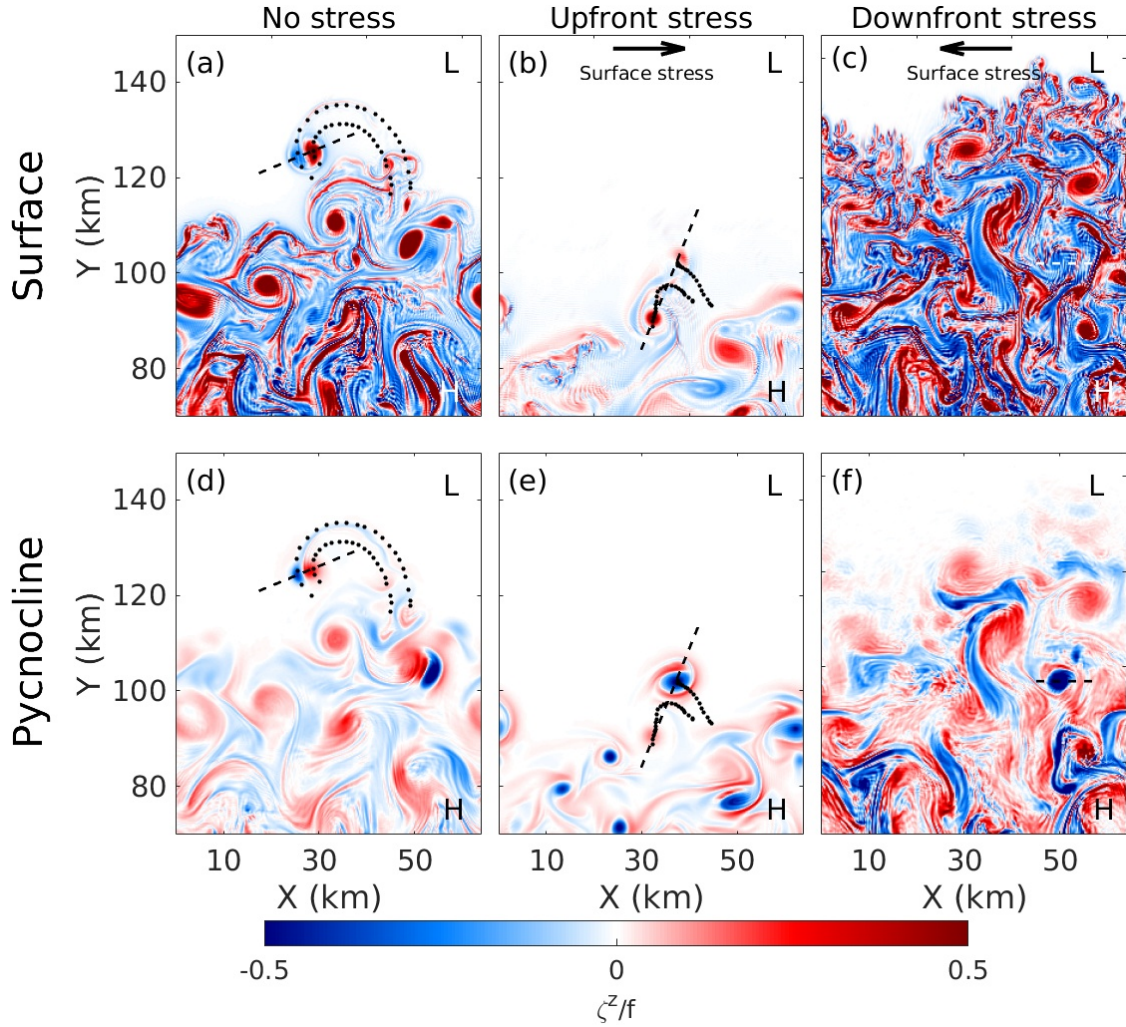 No stress Upfront stress Downfront stress
(a) L (b) L (c) L
Surface stress Surface stress
Surface
Y (km)
140
120
100
80
H H H
(d) L (e) L (f) L
Pycnocline
Y (km)
140
120
100
80
H H H
10 30 50 10 30 50 10 30 50
X (km) X (km) X (km)
-0.5 0 0.5
ζᶻ/f